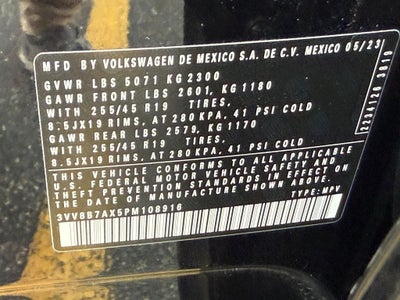 MFD BY VOLKSWAGEN DE MEXICO S.A. DE C.V. MEXICO 05/23
GVWR LBS 5071 KG 2300
GAWR FRONT LBS 2601, KG 1180
WITH 255/45 R19 TIRES,
8.5JX19 RIMS, AT 280 KPA, 41 PSI COLD
GAWR REAR LBS 2579, KG 1170
WITH 255/45 R19 TIRES,
8.5JX19 RIMS, AT 280 KPA, 41 PSI COLD
THIS VEHICLE CONFORMS TO ALL APPLICABLE
U.S. FEDERAL MOTOR VEHICLE SAFETY AND
THEFT PREVENTION STANDARDS IN EFFECT ON
THE DATE OF MANUFACTURE SHOWN ABOVE.
3VV8B7AX5PM108916 TYPE: MPV